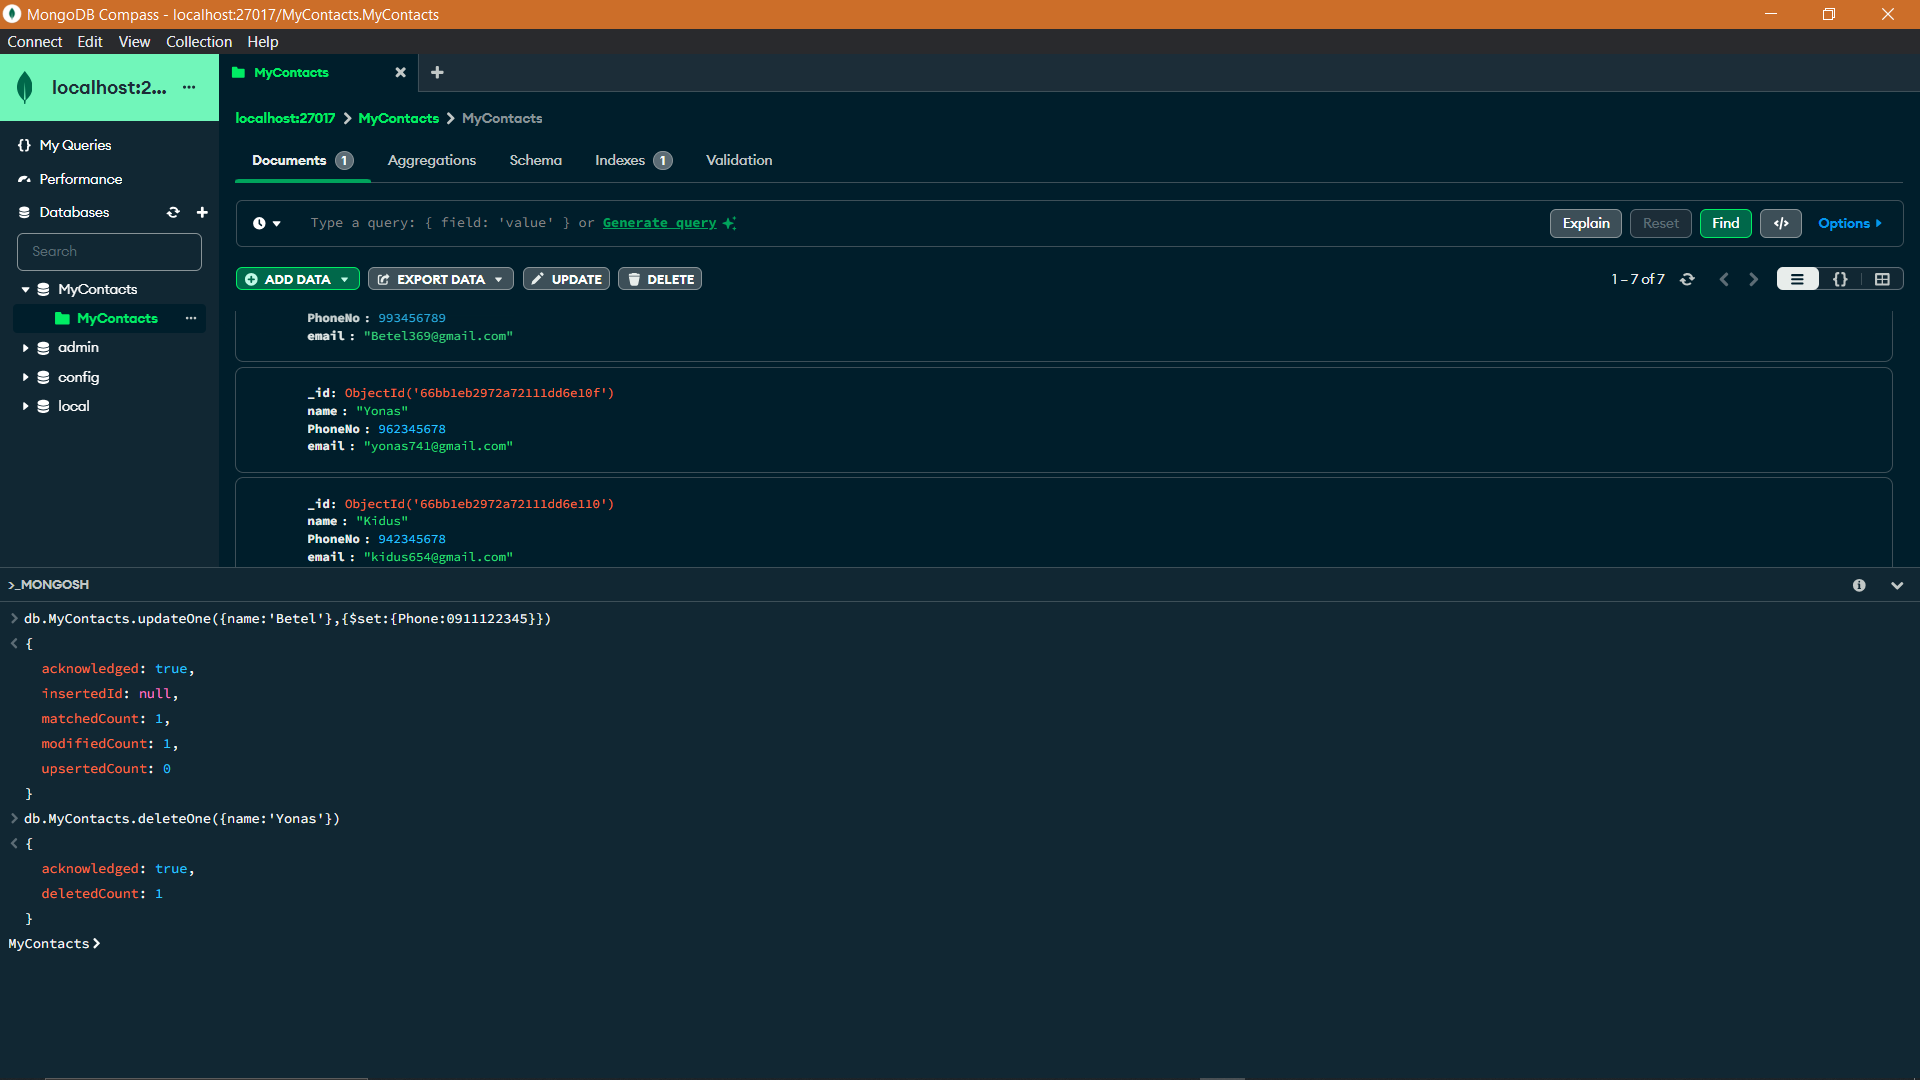 MongoDB Compass - localhost:27017/MyContacts.MyContacts
Connect Edit View Collection Help
localhost:2... ···
MyContacts
localhost:27017 > MyContacts > MyContacts
{} My Queries
Performance
Databases
Search
MyContacts
MyContacts ···
admin
config
local
Documents 1 Aggregations Schema Indexes 1 Validation
Type a query: { field: 'value' } or Generate query
Explain Reset Find </> Options
ADD DATA EXPORT DATA UPDATE DELETE
1 – 7 of 7 {}
PhoneNo : 993456789
email : "Betel369@gmail.com"
_id: ObjectId('66bb1eb2972a72111dd6e10f')
name : "Yonas"
PhoneNo : 962345678
email : "yonas741@gmail.com"
_id: ObjectId('66bb1eb2972a72111dd6e110')
name : "Kidus"
PhoneNo : 942345678
email : "kidus654@gmail.com"
>_MONGOSH
> db.MyContacts.updateOne({name:'Betel'},{$set:{Phone:0911122345}})
< {
acknowledged: true,
insertedId: null,
matchedCount: 1,
modifiedCount: 1,
upsertedCount: 0
}
> db.MyContacts.deleteOne({name:'Yonas'})
< {
acknowledged: true,
deletedCount: 1
}
MyContacts>